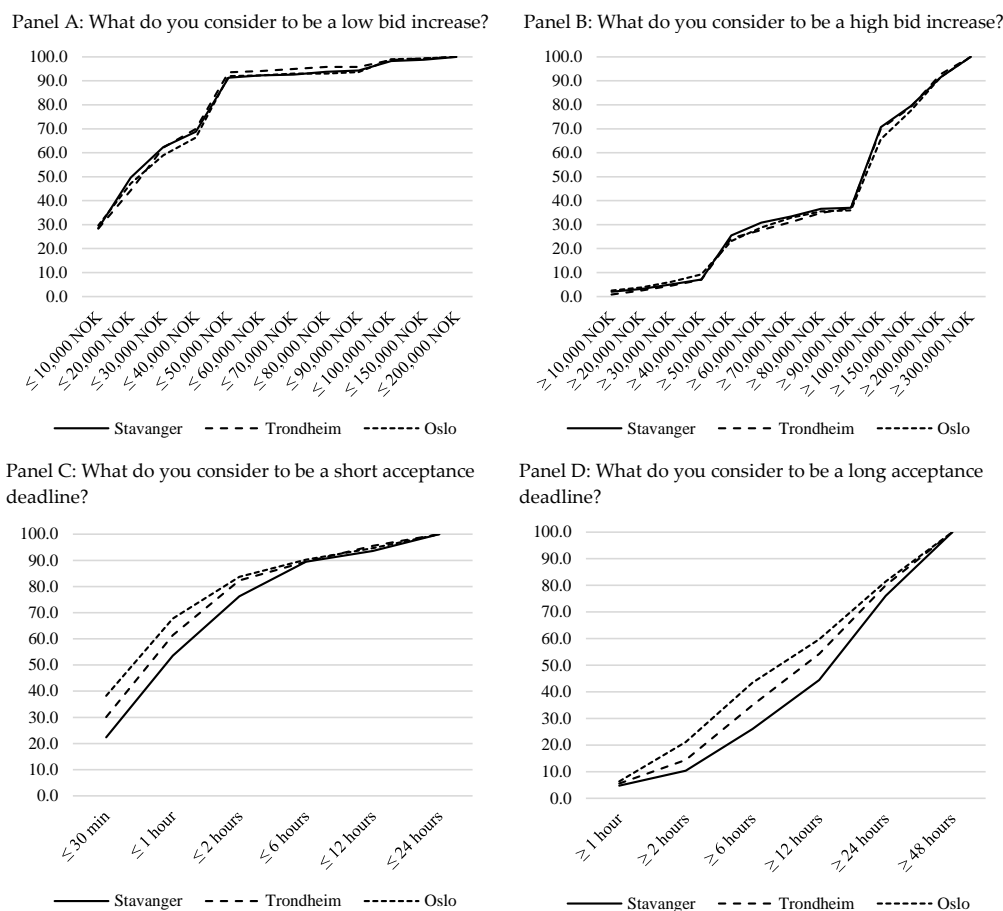 Panel A: What do you consider to be a low bid increase?
100.0
90.0
80.0
70.0
60.0
50.0
40.0
30.0
20.0
10.0
0.0
≤ 10,000 NOK
≤ 20,000 NOK
≤ 30,000 NOK
≤ 40,000 NOK
≤ 50,000 NOK
≤ 60,000 NOK
≤ 70,000 NOK
≤ 80,000 NOK
≤ 90,000 NOK
≤ 100,000 NOK
≤ 150,000 NOK
≤ 200,000 NOK
Stavanger Trondheim Oslo
Panel B: What do you consider to be a high bid increase?
100.0
90.0
80.0
70.0
60.0
50.0
40.0
30.0
20.0
10.0
0.0
≥ 10,000 NOK
≥ 20,000 NOK
≥ 30,000 NOK
≥ 40,000 NOK
≥ 50,000 NOK
≥ 60,000 NOK
≥ 70,000 NOK
≥ 80,000 NOK
≥ 90,000 NOK
≥ 100,000 NOK
≥ 150,000 NOK
≥ 200,000 NOK
≥ 300,000 NOK
Stavanger Trondheim Oslo
Panel C: What do you consider to be a short acceptance
deadline?
100.0
90.0
80.0
70.0
60.0
50.0
40.0
30.0
20.0
10.0
0.0
≤ 30 min
≤ 1 hour
≤ 2 hours
≤ 6 hours
≤ 12 hours
≤ 24 hours
Stavanger Trondheim Oslo
Panel D: What do you consider to be a long acceptance
deadline?
100.0
90.0
80.0
70.0
60.0
50.0
40.0
30.0
20.0
10.0
0.0
≥ 1 hour
≥ 2 hours
≥ 6 hours
≥ 12 hours
≥ 24 hours
≥ 48 hours
Stavanger Trondheim Oslo